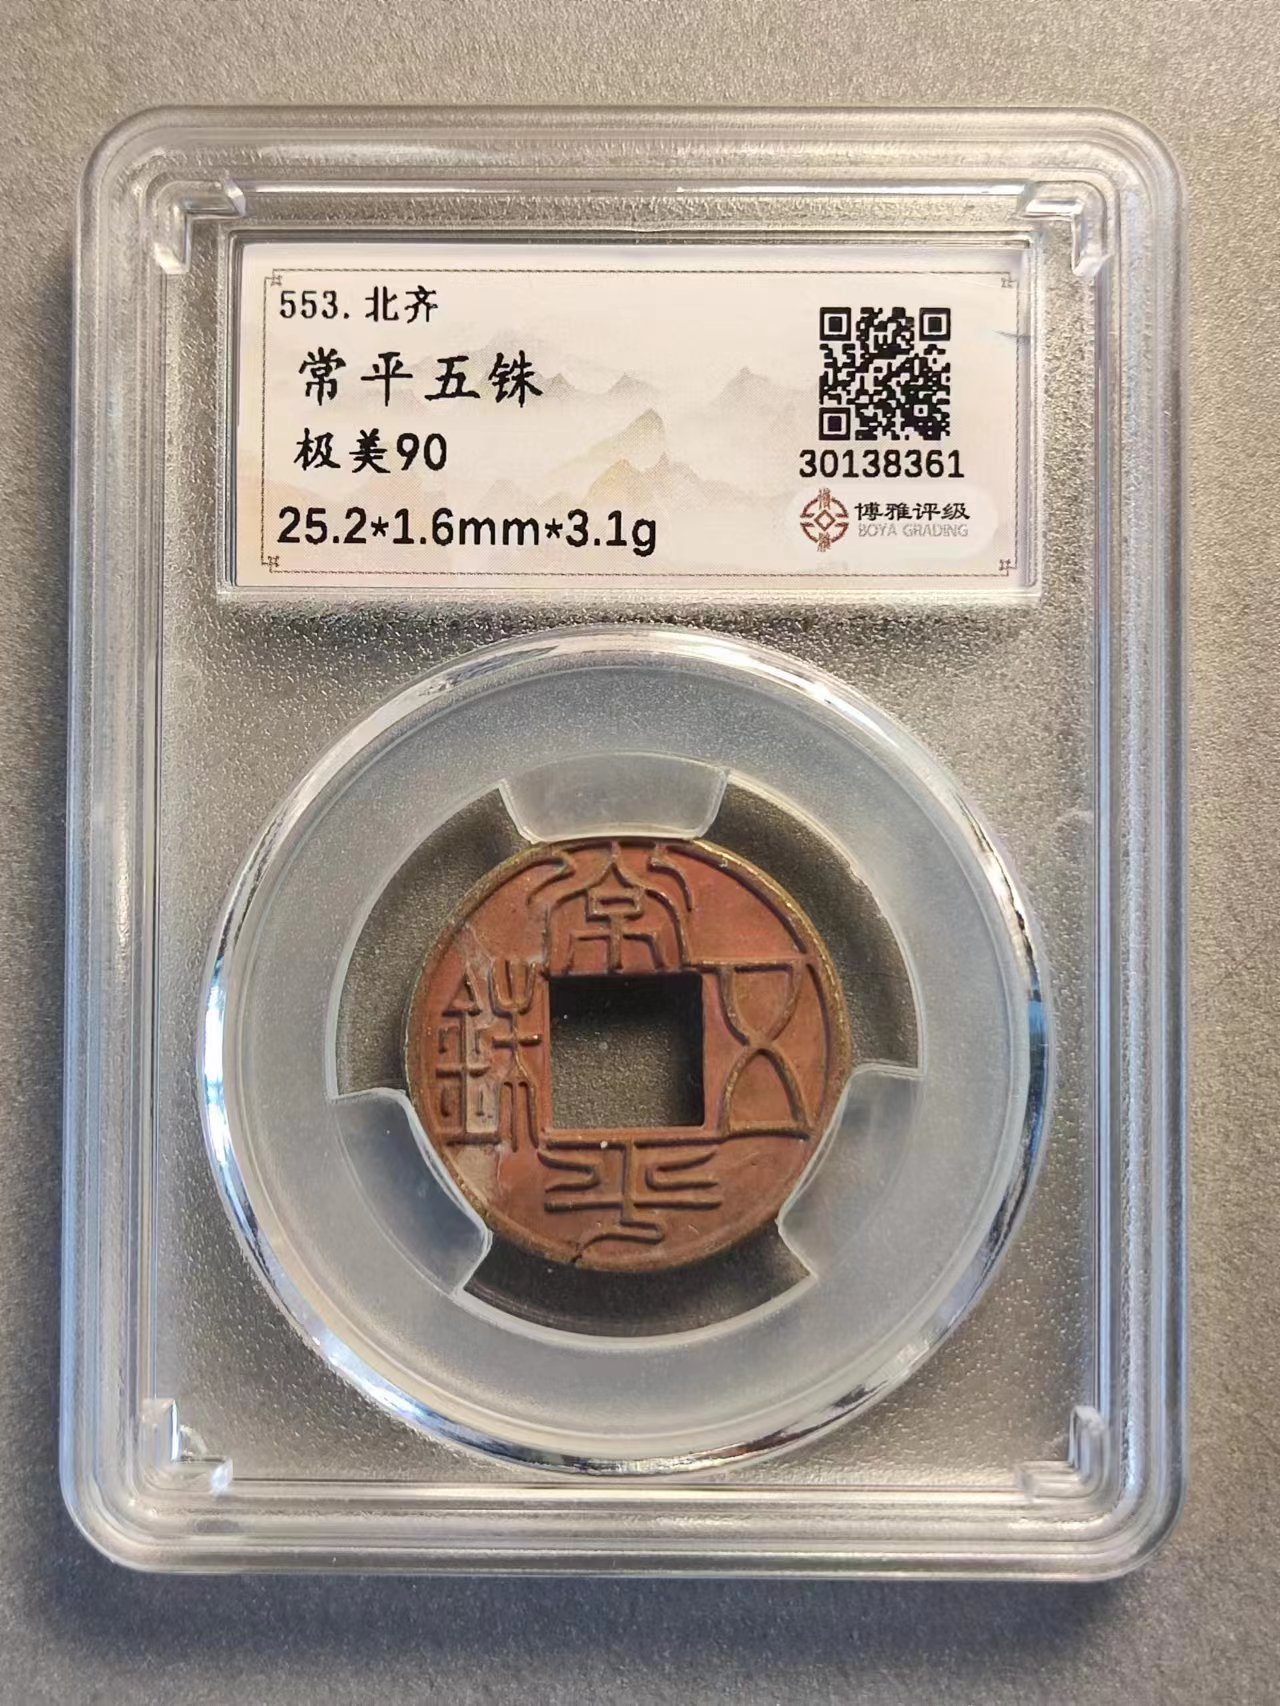 553. 北齐
常平五铢
极美90
25.2*1.6mm*3.1g
30138361
博雅评级
BOYA GRADING
常
五
銖
平